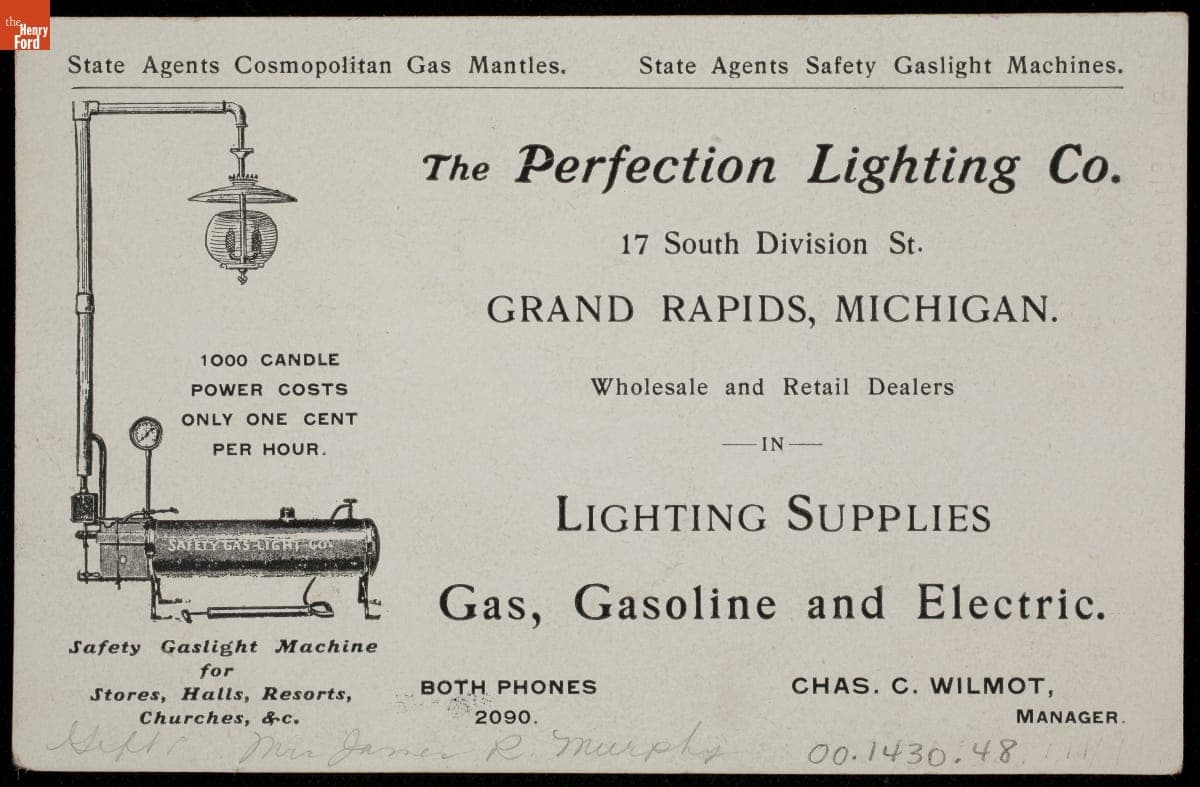 the
Henry
Ford
State Agents Cosmopolitan Gas Mantles. State Agents Safety Gaslight Machines.
The Perfection Lighting Co.
17 South Division St.
GRAND RAPIDS, MICHIGAN.
Wholesale and Retail Dealers
IN
LIGHTING SUPPLIES
Gas, Gasoline and Electric.
BOTH PHONES
2090.
CHAS. C. WILMOT,
MANAGER.
1000 CANDLE
POWER COSTS
ONLY ONE CENT
PER HOUR.
SAFETY GAS-LIGHT-CO.
Safety Gaslight Machine
for
Stores, Halls, Resorts,
Churches, &c.
Gift Mrs James R. Murphy 00.1430.48